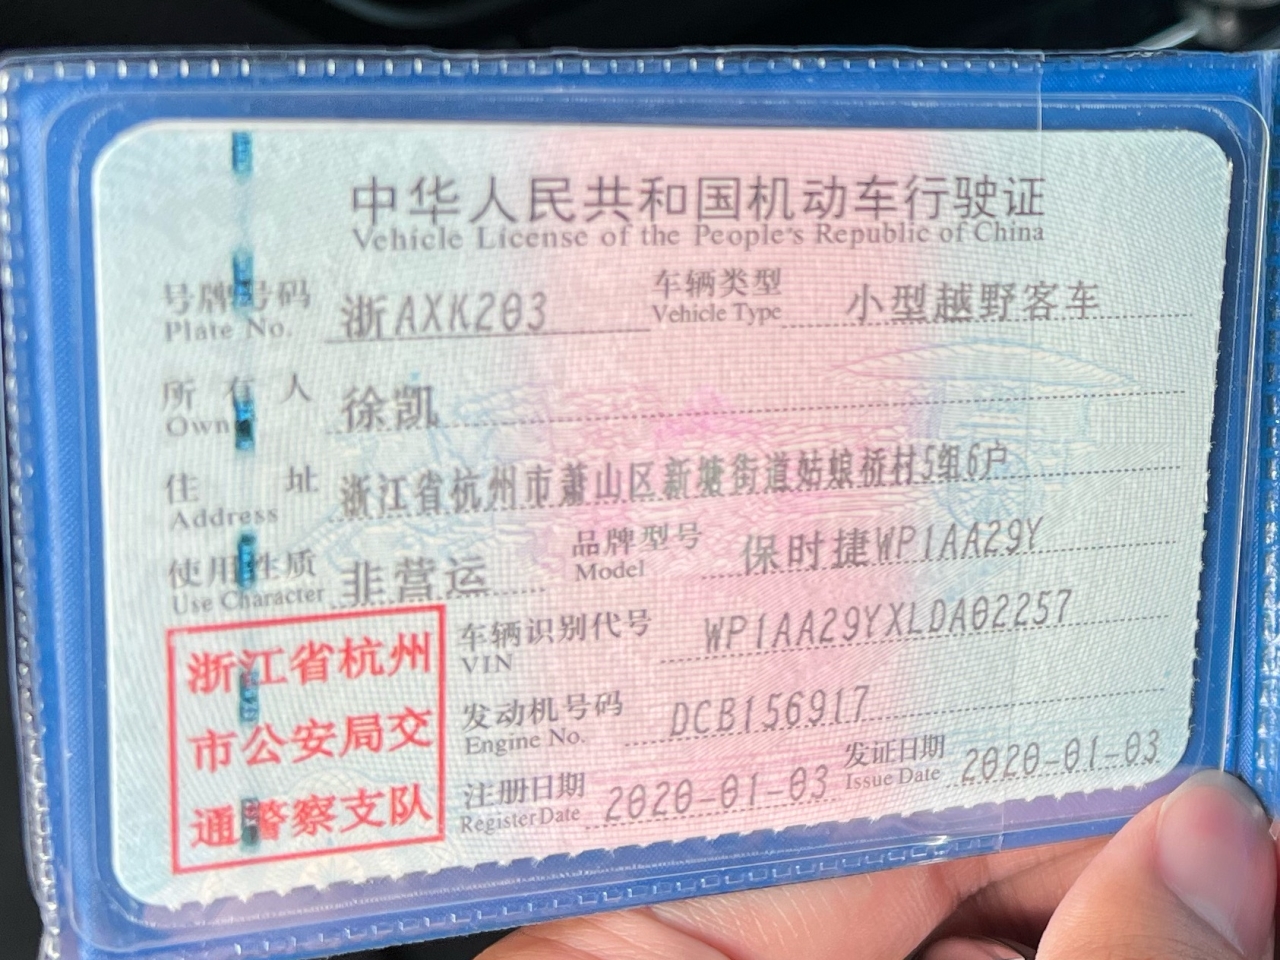 中华人民共和国机动车行驶证
Vehicle License of the People's Republic of China
号牌号码 浙AXK203 车辆类型 小型越野客车
Plate No. Vehicle Type
所有人 徐凯
Owner
住址 浙江省杭州市萧山区新塘街道姑娘桥村5组6户
Address
使用性质 非营运 品牌型号 保时捷WP1AA29Y
Use Character Model
浙江省杭州
市公安局交
通警察支队
车辆识别代号 WP1AA29YXLDA02257
VIN
发动机号码 DCB156917
Engine No.
注册日期 2020-01-03 发证日期 2020-01-03
Register Date Issue Date